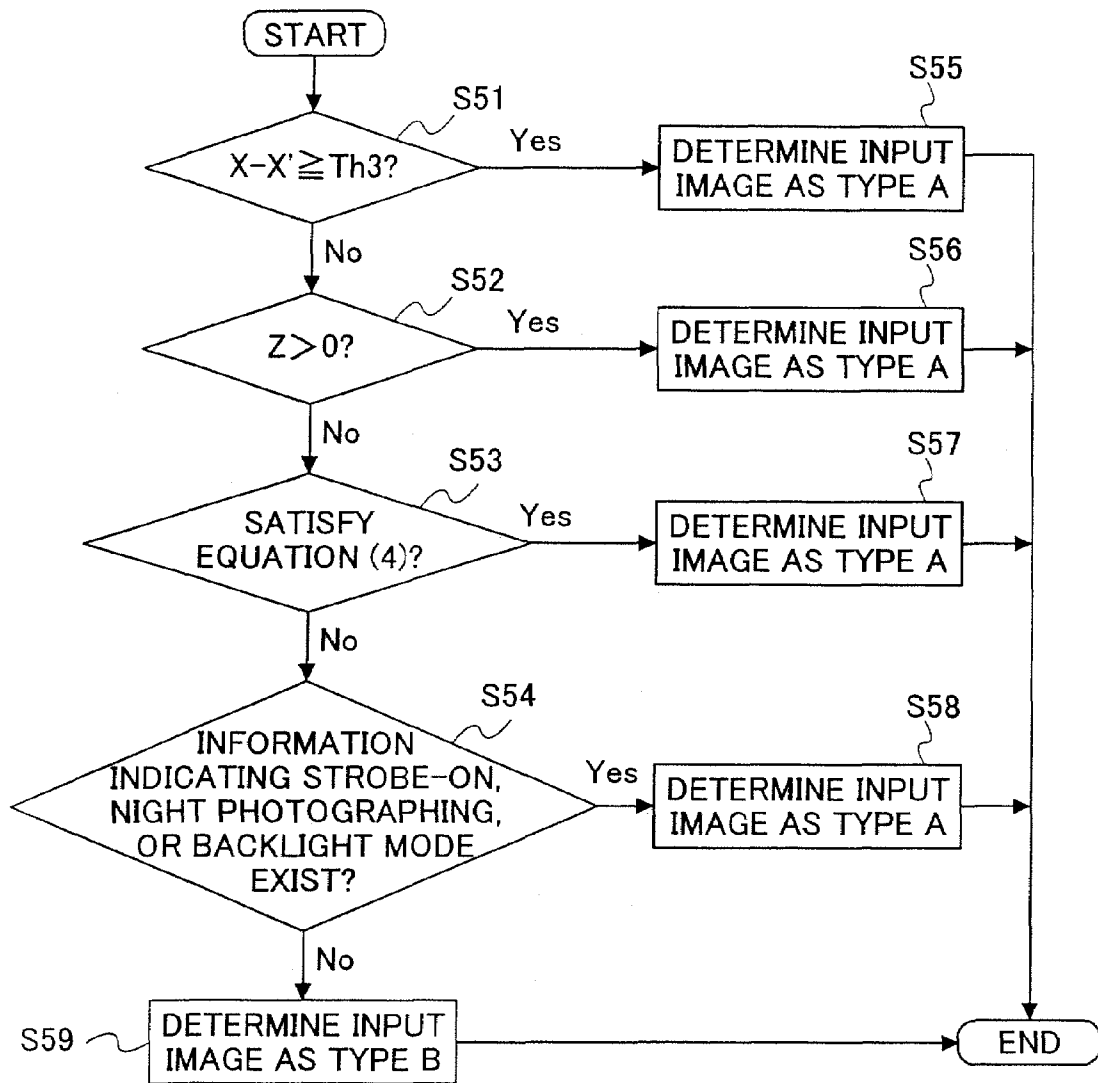 START
S51
X-X'≧Th3?
Yes
S55
DETERMINE INPUT
IMAGE AS TYPE A
No
S52
Z>0?
Yes
S56
DETERMINE INPUT
IMAGE AS TYPE A
No
S53
SATISFY
EQUATION (4)?
Yes
S57
DETERMINE INPUT
IMAGE AS TYPE A
No
S54
INFORMATION
INDICATING STROBE-ON,
NIGHT PHOTOGRAPHING,
OR BACKLIGHT MODE
EXIST?
Yes
S58
DETERMINE INPUT
IMAGE AS TYPE A
No
S59
DETERMINE INPUT
IMAGE AS TYPE B
END